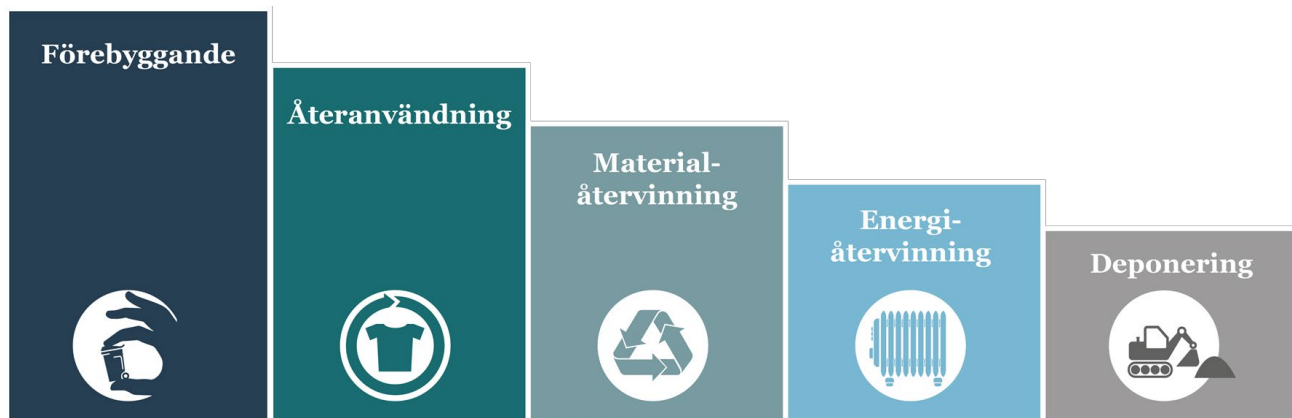 Förebyggande
Återanvändning
Material-
återvinning
Energi-
återvinning
Deponering